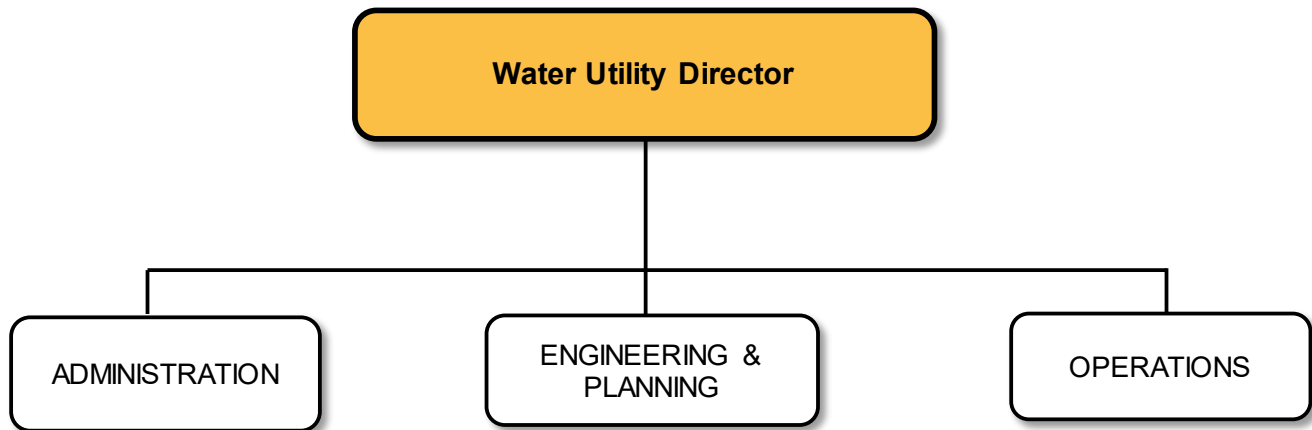 Water Utility Director
ADMINISTRATION
ENGINEERING &
PLANNING
OPERATIONS